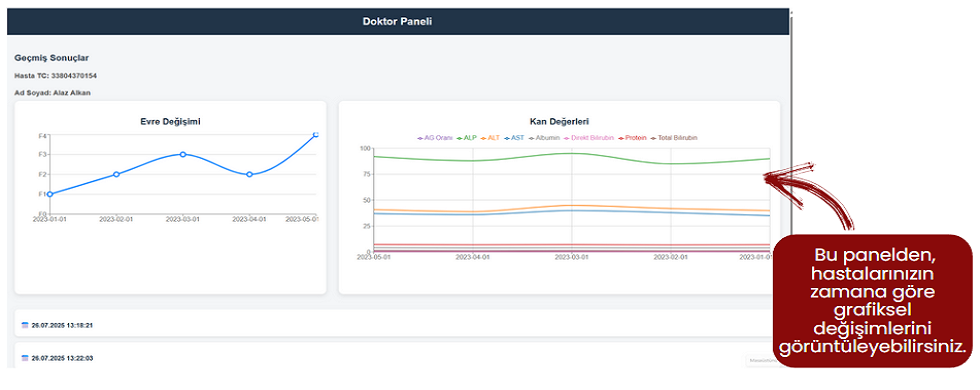 Doktor Paneli
Geçmiş Sonuçlar
Hasta TC: 33804370154
Ad Soyad: Alaz Alkan
Evre Değişimi
F4
F3
F2
F1
F0
2023-01-01 2023-02-01 2023-03-01 2023-04-01 2023-05-01
Kan Değerleri
AG Oranı ALP ALT AST Albumin Direkt Bilirubin Protein Total Bilirubin
100
75
50
25
0
2023-05-01 2023-04-01 2023-03-01 2023-02-01 2023-01-01
26.07.2025 13:18:21
26.07.2025 13:22:03
Bu panelden,
hastalarınızın
zamana göre
grafiksel
değişimlerini
görüntüleyebilirsiniz.